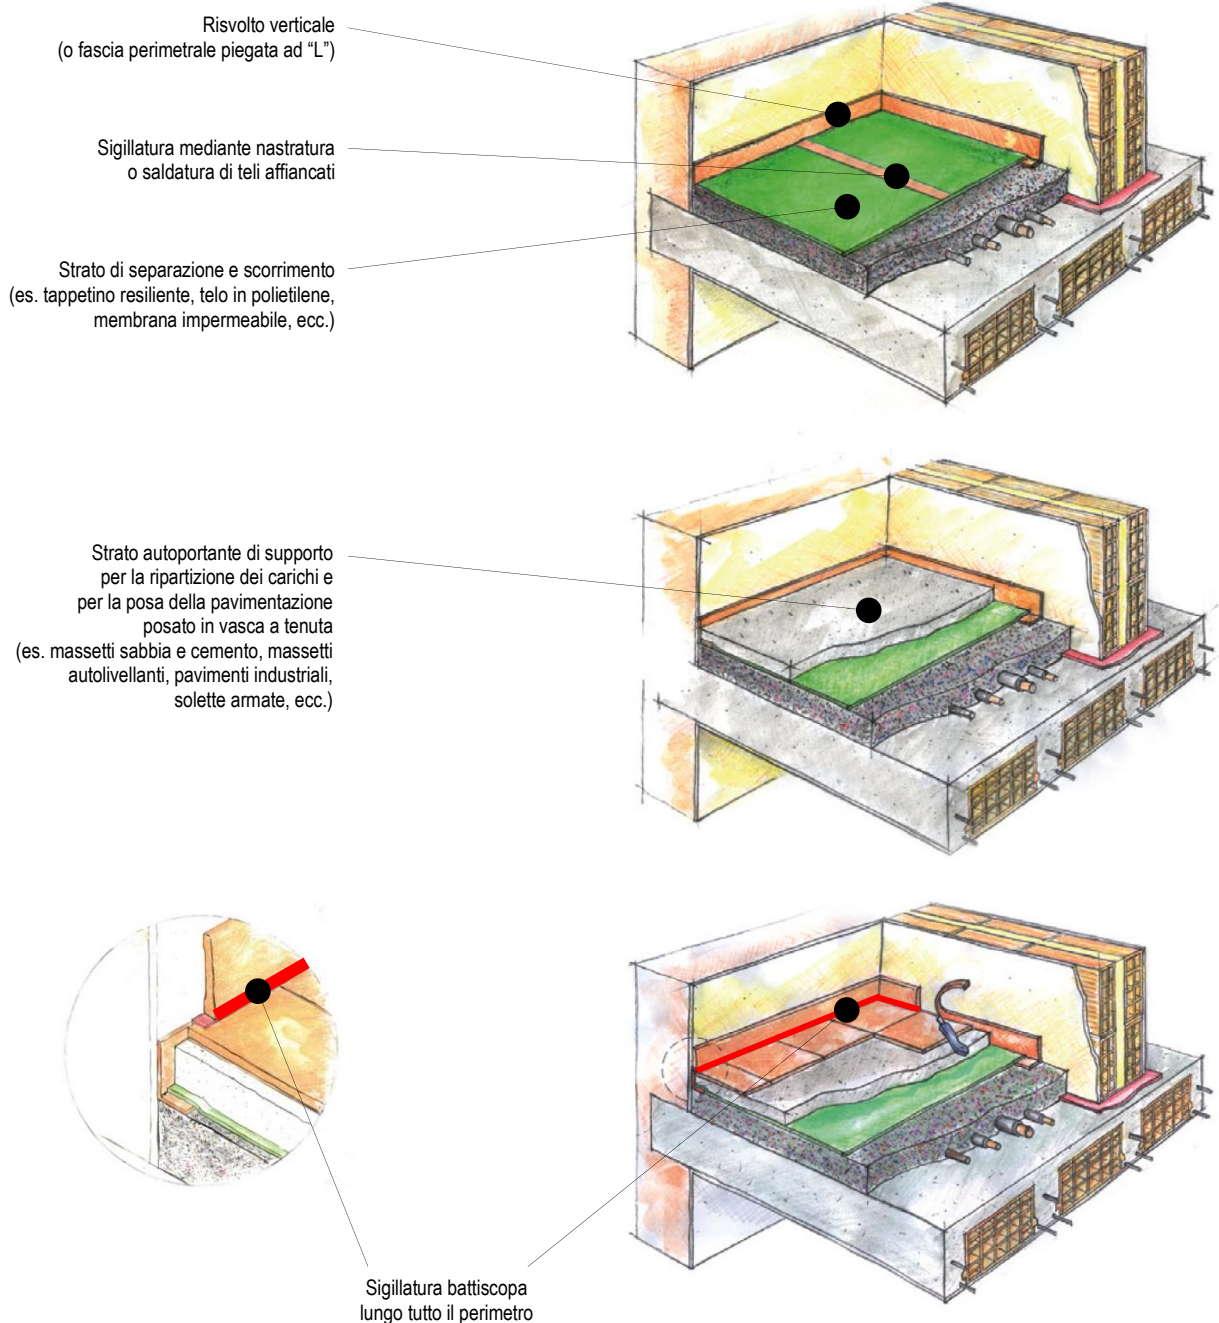 Risvolto verticale
(o fascia perimetrale piegata ad “L”)
Sigillatura mediante nastratura
o saldatura di teli affiancati
Strato di separazione e scorrimento
(es. tappetino resiliente, telo in polietilene,
membrana impermeabile, ecc.)
Strato autoportante di supporto
per la ripartizione dei carichi e
per la posa della pavimentazione
posato in vasca a tenuta
(es. massetti sabbia e cemento, massetti
autolivellanti, pavimenti industriali,
solette armate, ecc.)
Sigillatura battiscopa
lungo tutto il perimetro